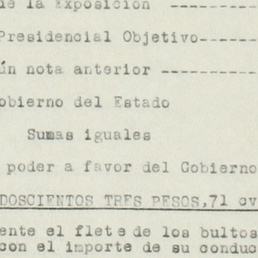 de la Exposición ----------
Presidencial Objetivo------
ún nota anterior ----------
obierno del Estado
Sumas iguales
poder a favor del Gobierno
DOSCIENTOS TRES PESOS,71 cv
ente el flete de los bultos
con el importe de su conduc